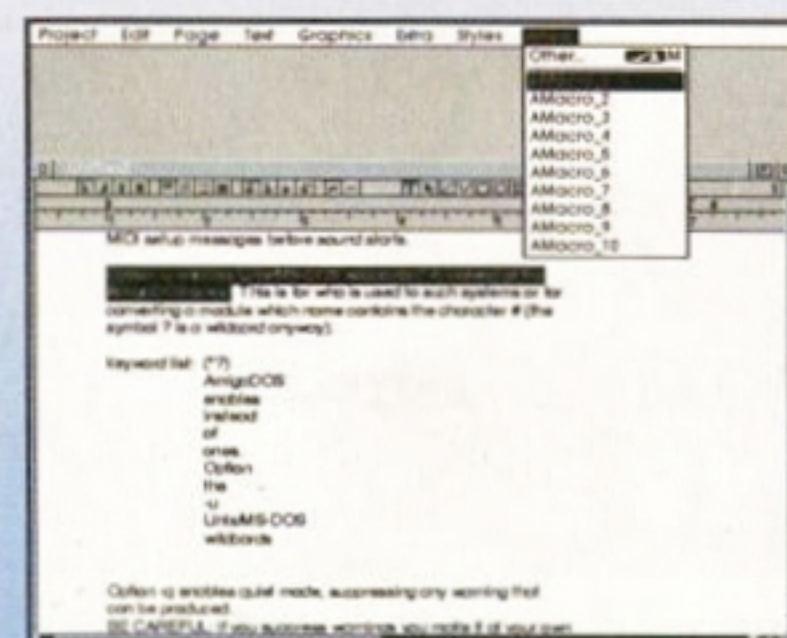 Project Edit Page Text Graphics Extra Styles
Other... M
AMacro_2
AMacro_3
AMacro_4
AMacro_5
AMacro_6
AMacro_7
AMacro_8
AMacro_9
AMacro_10
MIDI setup messages before sound starts.
This is for who is used to such systems or for
converting a module which name contains the character # (the
symbol ? is a wildcard anyway).
Keyword list: (*?)
AmigaDOS
enables
instead
of
ones.
Option
the
-u
Unix/MS-DOS
wildcards
Option -q enables quiet mode, suppressing any warning that
can be produced.
BE CAREFUL: if you suppress warnings you make it at your own